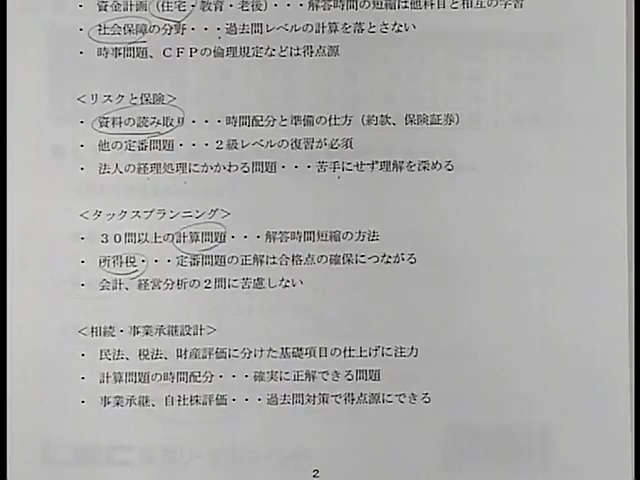 ・ 資金計画（住宅・教育・老後）・・・解答時間の短縮は他科目と相互の学習
・ 社会保障の分野・・・過去問レベルの計算を落とさない
・ 時事問題、ＣＦＰの倫理規定などは得点源
＜リスクと保険＞
・ 資料の読み取り・・・時間配分と準備の仕方（約款、保険証券）
・ 他の定番問題・・・２級レベルの復習が必須
・ 法人の経理処理にかかわる問題・・・苦手にせず理解を深める
＜タックスプランニング＞
・ ３０問以上の計算問題・・・解答時間短縮の方法
・ 所得税・・・定番問題の正解は合格点の確保につながる
・ 会計、経営分析の２問に苦慮しない
＜相続・事業承継設計＞
・ 民法、税法、財産評価に分けた基礎項目の仕上げに注力
・ 計算問題の時間配分・・・確実に正解できる問題
・ 事業承継、自社株評価・・・過去問対策で得点源にできる
2